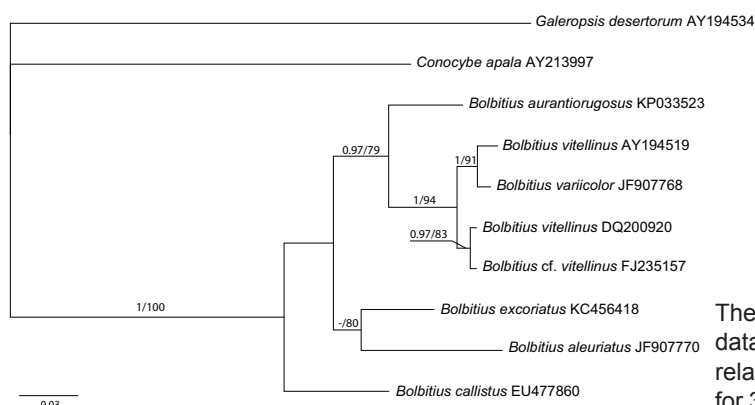 Galeropsis desertorum AY194534
Conocybe apala AY213997
Bolbitius aurantiorugosus KP033523
0.97/79
Bolbitius vitellinus AY194519
1/91
Bolbitius variicolor JF907768
1/94
Bolbitius vitellinus DQ200920
0.97/83
Bolbitius cf. vitellinus FJ235157
1/100
Bolbitius excoriatus KC456418
-/80
Bolbitius aleuriatus JF907770
Bolbitius callistus EU477860
0.03
The
data
rela
for 3